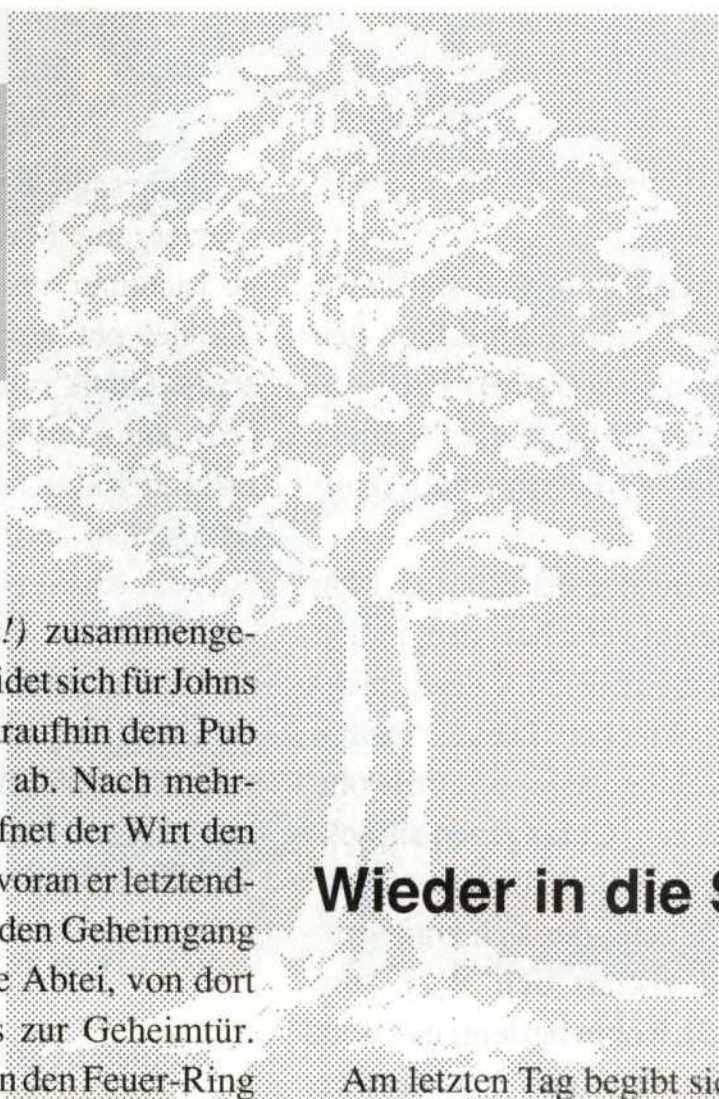 !) zusammenge-
idet sich für Johns
raufhin dem Pub
ab. Nach mehr-
fnet der Wirt den
voran er letztend-
den Geheimgang
e Abtei, von dort
s zur Geheimtür.
n den Feuer-Ring
Wieder in die S
Am letzten Tag begibt sic